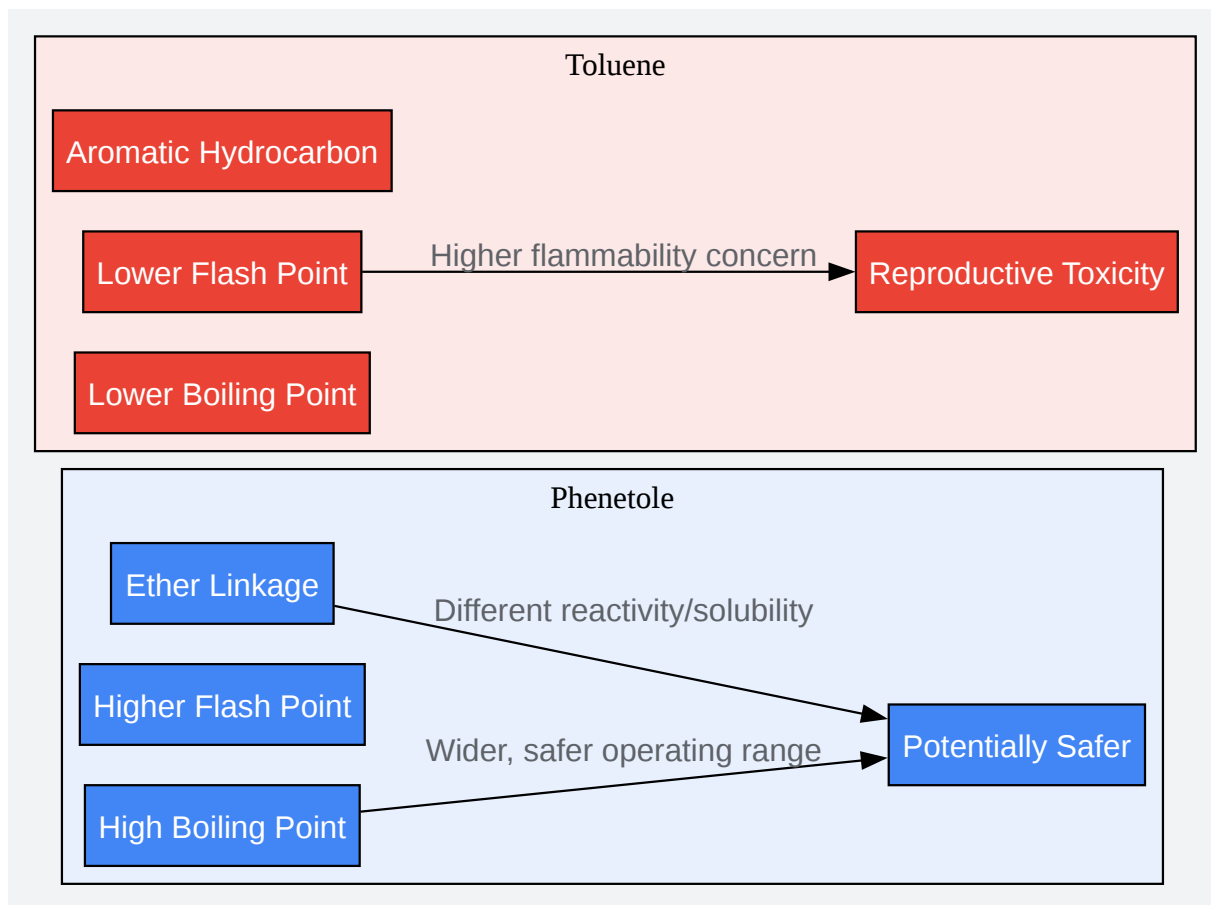 Toluene
Aromatic Hydrocarbon
Lower Flash Point
Higher flammability concern
Reproductive Toxicity
Lower Boiling Point
Phenetole
Ether Linkage
Different reactivity/solubility
Higher Flash Point
Potentially Safer
Wider, safer operating range
High Boiling Point